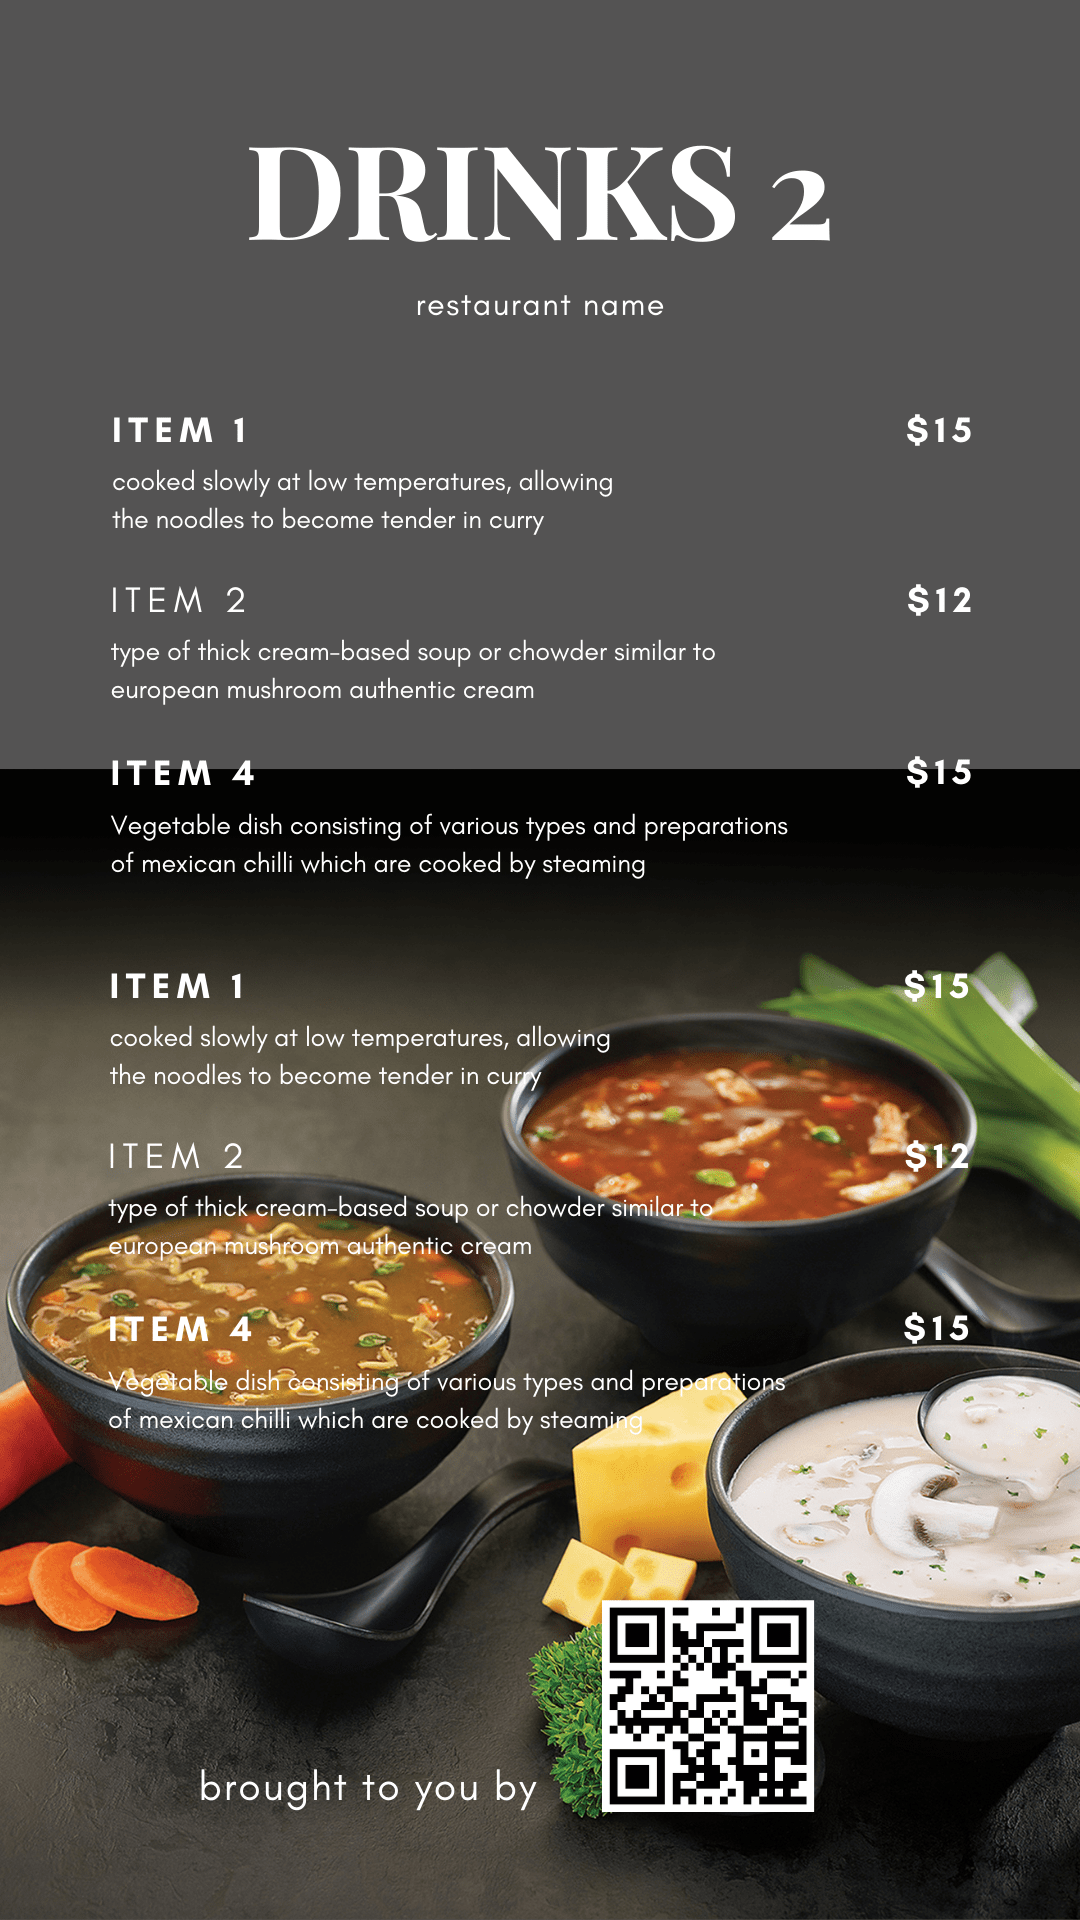 DRINKS 2
restaurant name
ITEM 1 $15
cooked slowly at low temperatures, allowing
the noodles to become tender in curry
ITEM 2 $12
type of thick cream-based soup or chowder similar to
european mushroom authentic cream
ITEM 4 $15
Vegetable dish consisting of various types and preparations
of mexican chilli which are cooked by steaming
ITEM 1 $15
cooked slowly at low temperatures, allowing
the noodles to become tender in curry
ITEM 2 $12
type of thick cream-based soup or chowder similar to
european mushroom authentic cream
ITEM 4 $15
Vegetable dish consisting of various types and preparations
of mexican chilli which are cooked by steaming
brought to you by